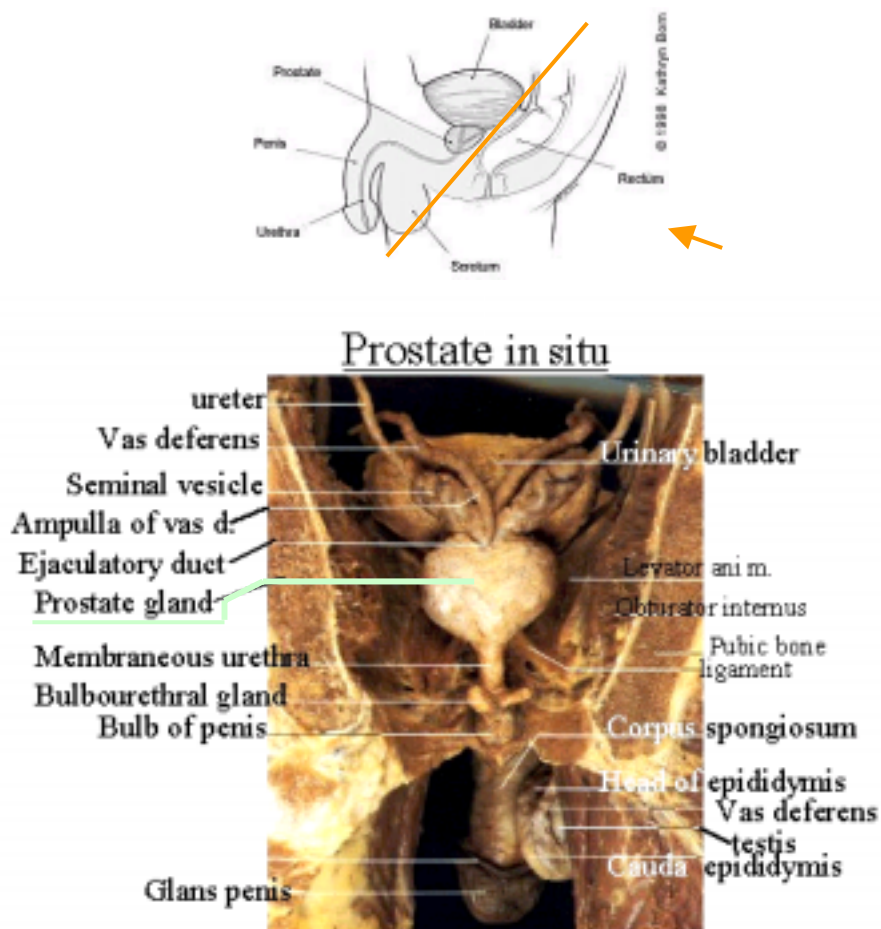 Bladder
Prostate
Penis
Rectum
Urethra
Scrotum
© 1998 Kathryn Born
Prostate in situ
ureter
Vas deferens
Urinary bladder
Seminal vesicle
Ampulla of vas d.
Ejaculatory duct
Levator ani m.
Prostate gland
Obturator internus
Pubic bone
Membraneous urethra
ligament
Bulbourethral gland
Bulb of penis
Corpus spongiosum
Head of epididymis
Vas deferens
testis
Cauda epididymis
Glans penis